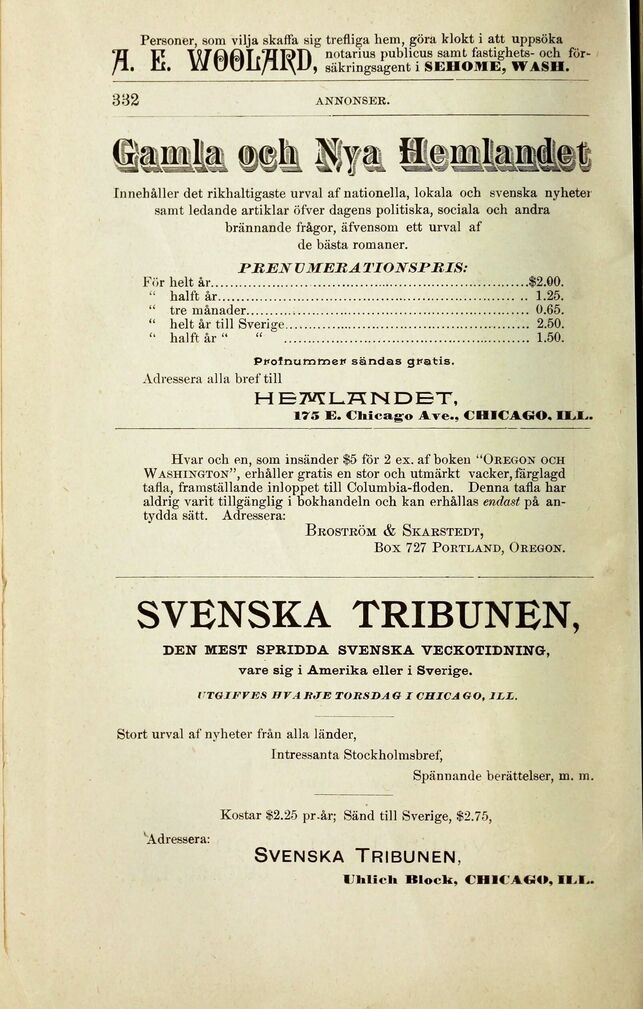 Personer, som vilja skaffa sig trefliga hem, göra klokt i att uppsöka
A. E. WOOLARD, notarius publicus samt fastighets- och för-
säkringsagent i SEHOME, WASH.
332 ANNONSER.
Gamla och Nya Hemlandet
Innehåller det rikhaltigaste urval af nationella, lokala och svenska nyheter
samt ledande artiklar öfver dagens politiska, sociala och andra
brännande frågor, äfvensom ett urval af
de bästa romaner.
PRENUMERATIONSPRIS:
För helt år..............................$2.00.
“ halft år.............................. 1.25.
“ tre månader.............................. 0.65.
“ helt år till Sverige.............................. 2.50.
“ halft år “ “ .............................. 1.50.
Profnummer sändas gratis.
Adressera alla bref till
HEMLANDET,
175 E. Chicago Ave., CHICAGO, ILL.
Hvar och en, som insänder $5 för 2 ex. af boken “OREGON OCH
WASHINGTON”, erhåller gratis en stor och utmärkt vacker, färglagd
tafla, framställande inloppet till Columbia-floden. Denna tafla har
aldrig varit tillgänglig i bokhandeln och kan erhållas endast på an-
tydda sätt. Adressera:
BROSTRÖM & SKARSTEDT,
BOX 727 PORTLAND, OREGON.
SVENSKA TRIBUNEN,
DEN MEST SPRIDDA SVENSKA VECKOTIDNING,
vare sig i Amerika eller i Sverige.
UTGIFVES HVARJE TORSDAG I CHICAGO, ILL.
Stort urval af nyheter från alla länder,
Intressanta Stockholmsbref,
Spännande berättelser, m. m.
Kostar $2.25 pr.år; Sänd till Sverige, $2.75,
Adressera:
SVENSKA TRIBUNEN,
Uhlich Block, CHICAGO, ILL.